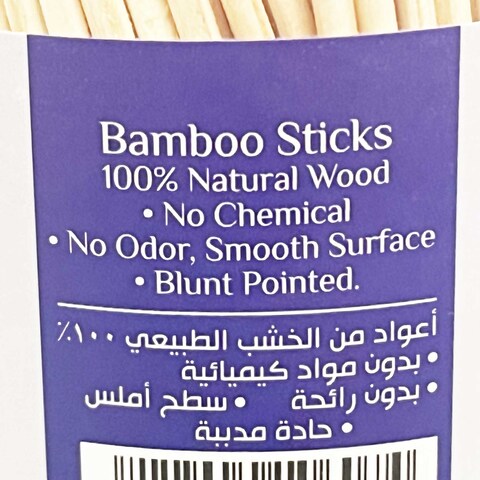 Bamboo Sticks
100% Natural Wood
• No Chemical
• No Odor, Smooth Surface
• Blunt Pointed.
أعواد من الخشب الطبيعي ١٠٠٪
• بدون مواد كيميائية
• بدون رائحة • سطح أملس
• حادة مدببة